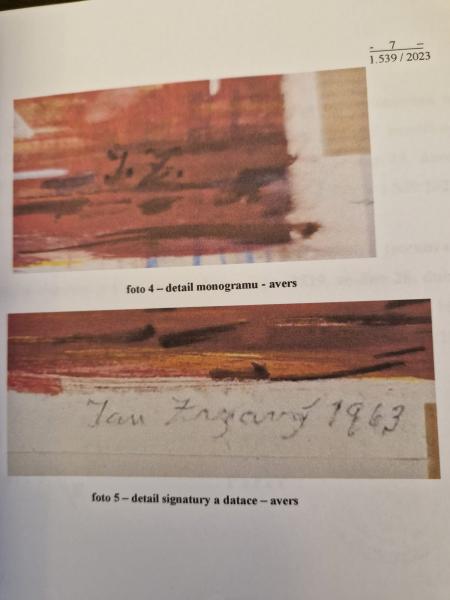 - 7 -
1.539 / 2023
J. Z.
foto 4 – detail monogramu - avers
Jan Zrzavý 1963
foto 5 – detail signatury a datace – avers